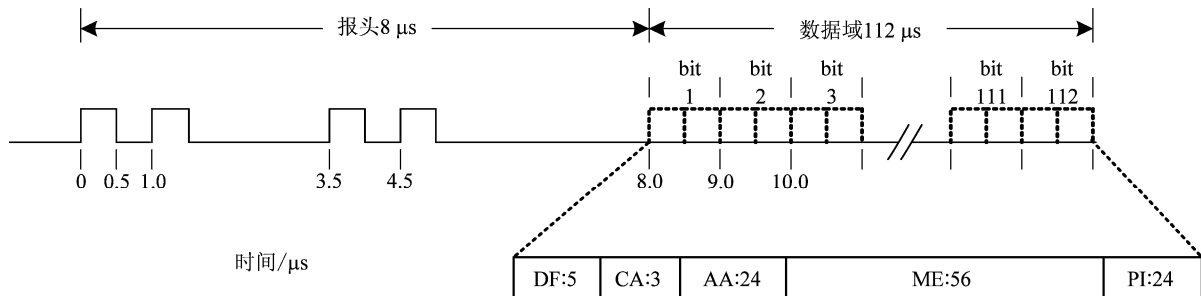 报头8 μs
数据域112 μs
bit 1
bit 2
bit 3
bit 111
bit 112
0
0.5
1.0
3.5
4.5
8.0
9.0
10.0
时间/μs
DF:5
CA:3
AA:24
ME:56
PI:24